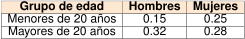 Grupo de edad Hombres Mujeres
Menores de 20 años 0.15 0.25
Mayores de 20 años 0.32 0.28